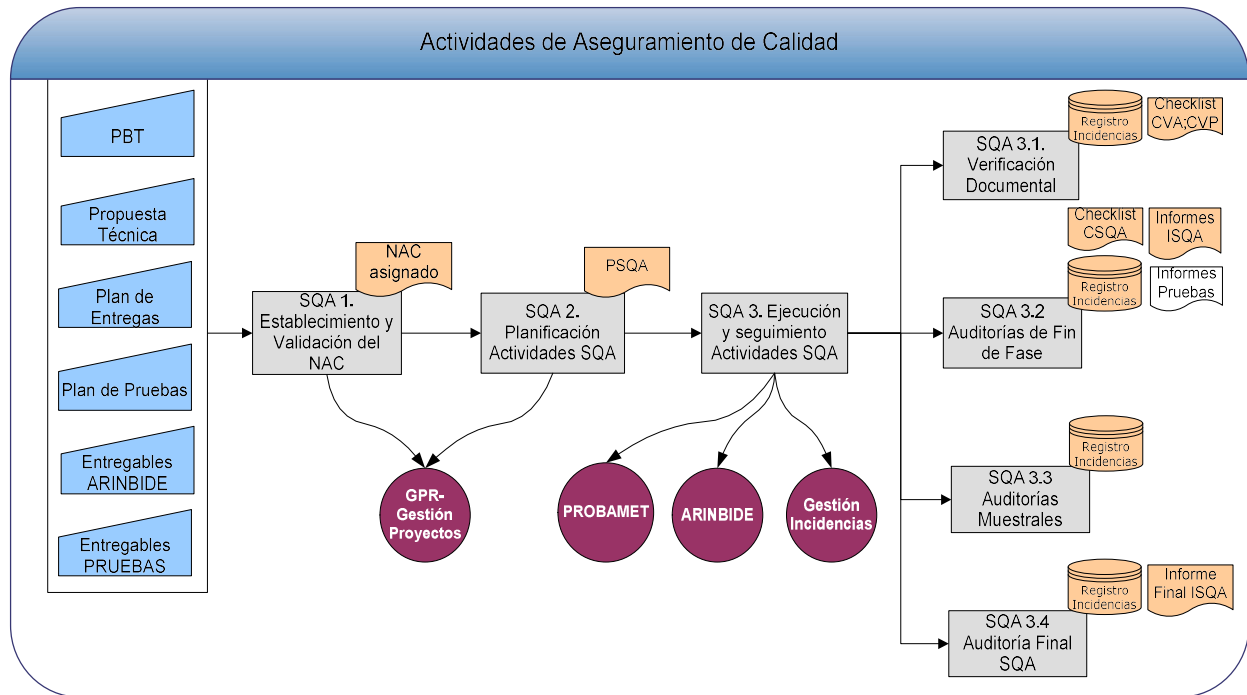 Actividades de Aseguramiento de Calidad
PBT
Propuesta
Técnica
Plan de
Entregas
Plan de Pruebas
Entregables
ARINBIDE
Entregables
PRUEBAS
NAC
asignado
SQA 1.
Establecimiento y
Validación del
NAC
PSQA
SQA 2.
Planificación
Actividades SQA
SQA 3. Ejecución
y seguimiento
Actividades SQA
GPR-
Gestión
Proyectos
PROBAMET
ARINBIDE
Gestión
Incidencias
Registro
Incidencias
Checklist
CVA;CVP
SQA 3.1.
Verificación
Documental
Checklist
CSQA
Informes
ISQA
Registro
Incidencias
Informes
Pruebas
SQA 3.2
Auditorías de Fin
de Fase
Registro
Incidencias
SQA 3.3
Auditorías
Muestrales
Registro
Incidencias
Informe
Final ISQA
SQA 3.4
Auditoría Final
SQA